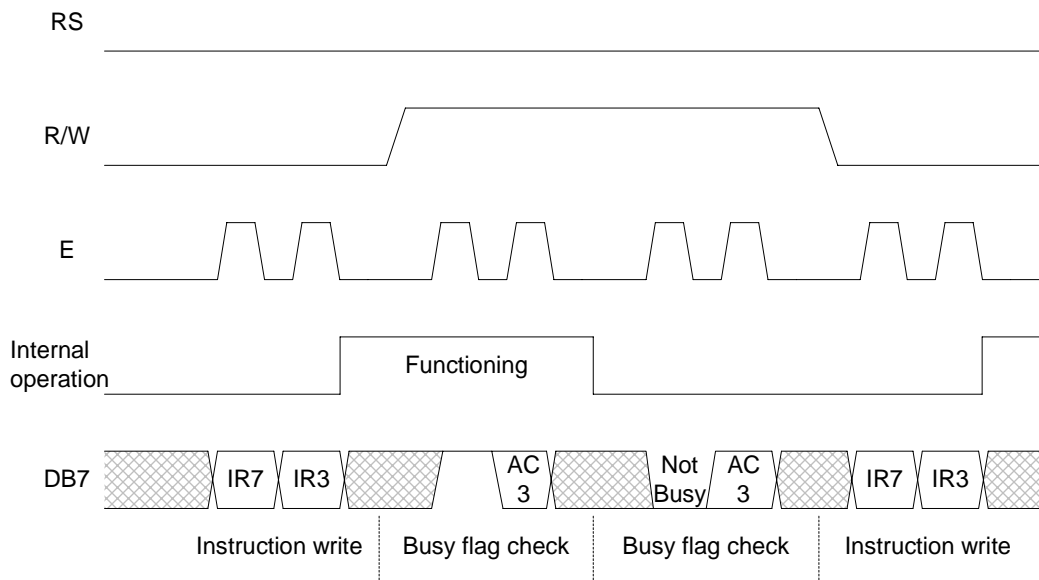 RS
R/W
E
Internal
operation
Functioning
DB7
IR7
IR3
AC
3
Not
Busy
AC
3
IR7
IR3
Instruction write
Busy flag check
Busy flag check
Instruction write